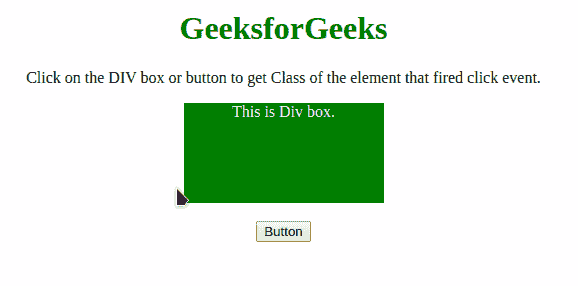 GeeksforGeeks
Click on the DIV box or button to get Class of the element that fired click event.
This is Div box.
Button